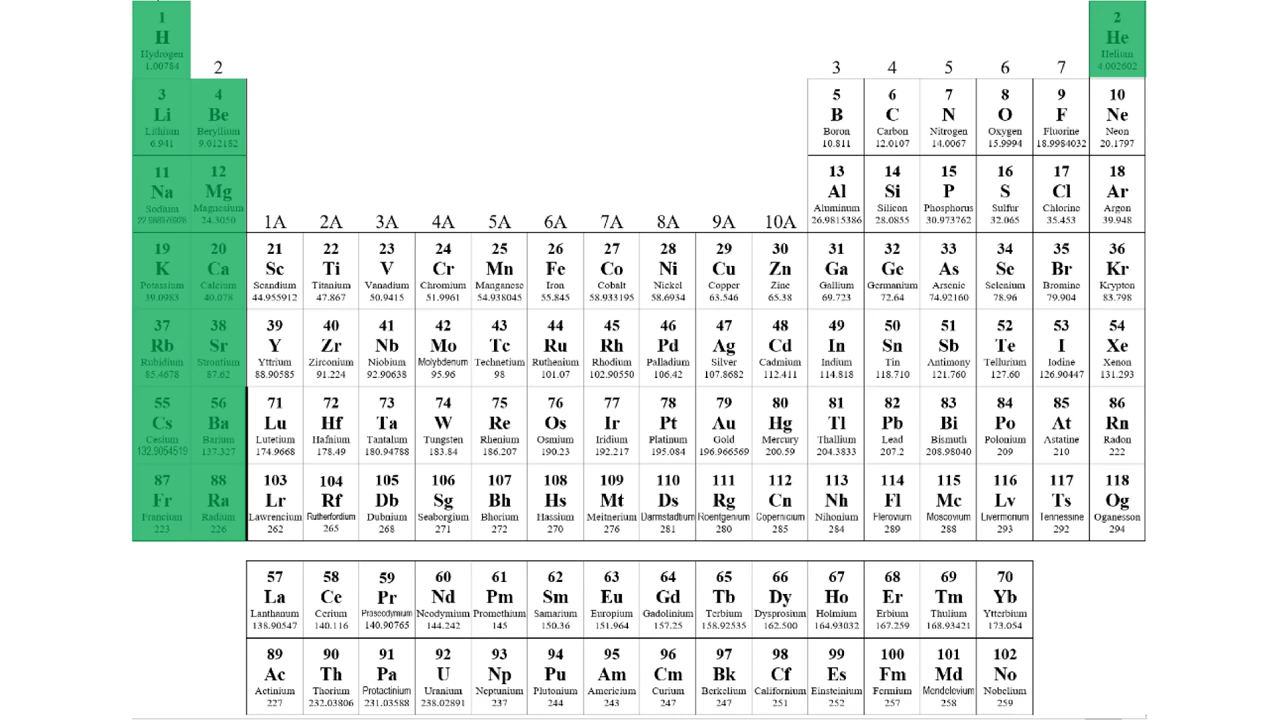 1 2
H He
Hydrogen Helium
1.00784 2 3 4 5 6 7 4.002602
3 4 5 6 7 8 9 10
Li Be B C N O F Ne
Lithium Beryllium Boron Carbon Nitrogen Oxygen Fluorine Neon
6.941 9.012182 10.811 12.0107 14.0067 15.9994 18.9984032 20.1797
11 12 13 14 15 16 17 18
Na Mg Al Si P S Cl Ar
Sodium Magnesium Aluminum Silicon Phosphorus Sulfur Chlorine Argon
24.3050 1A 2A 3A 4A 5A 6A 7A 8A 9A 10A 26.9815386 28.0855 30.973762 32.065 35.453 39.948
19 20 21 22 23 24 25 26 27 28 29 30 31 32 33 34 35 36
K Ca Sc Ti V Cr Mn Fe Co Ni Cu Zn Ga Ge As Se Br Kr
Potassium Calcium Scandium Titanium Vanadium Chromium Manganese Iron Cobalt Nickel Copper Zinc Gallium Germanium Arsenic Selenium Bromine Krypton
39.0983 40.078 44.955912 47.867 50.9415 51.9961 54.938045 55.845 58.933195 58.6934 63.546 65.38 69.723 72.64 74.92160 78.96 79.904 83.798
37 38 39 40 41 42 43 44 45 46 47 48 49 50 51 52 53 54
Rb Sr Y Zr Nb Mo Tc Ru Rh Pd Ag Cd In Sn Sb Te I Xe
Rubidium Strontium Yttrium Zirconium Niobium Molybdenum Technetium Ruthenium Rhodium Palladium Silver Cadmium Indium Tin Antimony Tellurium Iodine Xenon
85.4678 87.62 88.90585 91.224 92.90638 95.96 98 101.07 102.90550 106.42 107.8682 112.411 114.818 118.710 121.760 127.60 126.90447 131.293
55 56 71 72 73 74 75 76 77 78 79 80 81 82 83 84 85 86
Cs Ba Lu Hf Ta W Re Os Ir Pt Au Hg Tl Pb Bi Po At Rn
Cesium Barium Lutetium Hafnium Tantalum Tungsten Rhenium Osmium Iridium Platinum Gold Mercury Thallium Lead Bismuth Polonium Astatine Radon
132.9054519 137.327 174.9668 178.49 180.94788 183.84 186.207 190.23 192.217 195.084 196.966569 200.59 204.3833 207.2 208.98040 209 210 222
87 88 103 104 105 106 107 108 109 110 111 112 113 114 115 116 117 118
Fr Ra Lr Rf Db Sg Bh Hs Mt Ds Rg Cn Nh Fl Mc Lv Ts Og
Francium Radium Lawrencium Rutherfordium Dubnium Seaborgium Bhorium Hassium Meitnerium Darmstadtium Roentgenium Copernicium Nihonium Flerovium Moscovium Livermorium Tennessine Oganesson
223 226 262 265 268 271 272 270 276 281 280 285 284 289 288 293 292 294
57 58 59 60 61 62 63 64 65 66 67 68 69 70
La Ce Pr Nd Pm Sm Eu Gd Tb Dy Ho Er Tm Yb
Lanthanum Cerium Praseodymium Neodymium Promethium Samarium Europium Gadolinium Terbium Dysprosium Holmium Erbium Thulium Ytterbium
138.90547 140.116 140.90765 144.242 145 150.36 151.964 157.25 158.92535 162.500 164.93032 167.259 168.93421 173.054
89 90 91 92 93 94 95 96 97 98 99 100 101 102
Ac Th Pa U Np Pu Am Cm Bk Cf Es Fm Md No
Actinium Thorium Protactinium Uranium Neptunium Plutonium Americium Curium Berkelium Californium Einsteinium Fermium Mendelevium Nobelium
227 232.03806 231.03588 238.02891 237 244 243 247 247 251 252 257 258 259